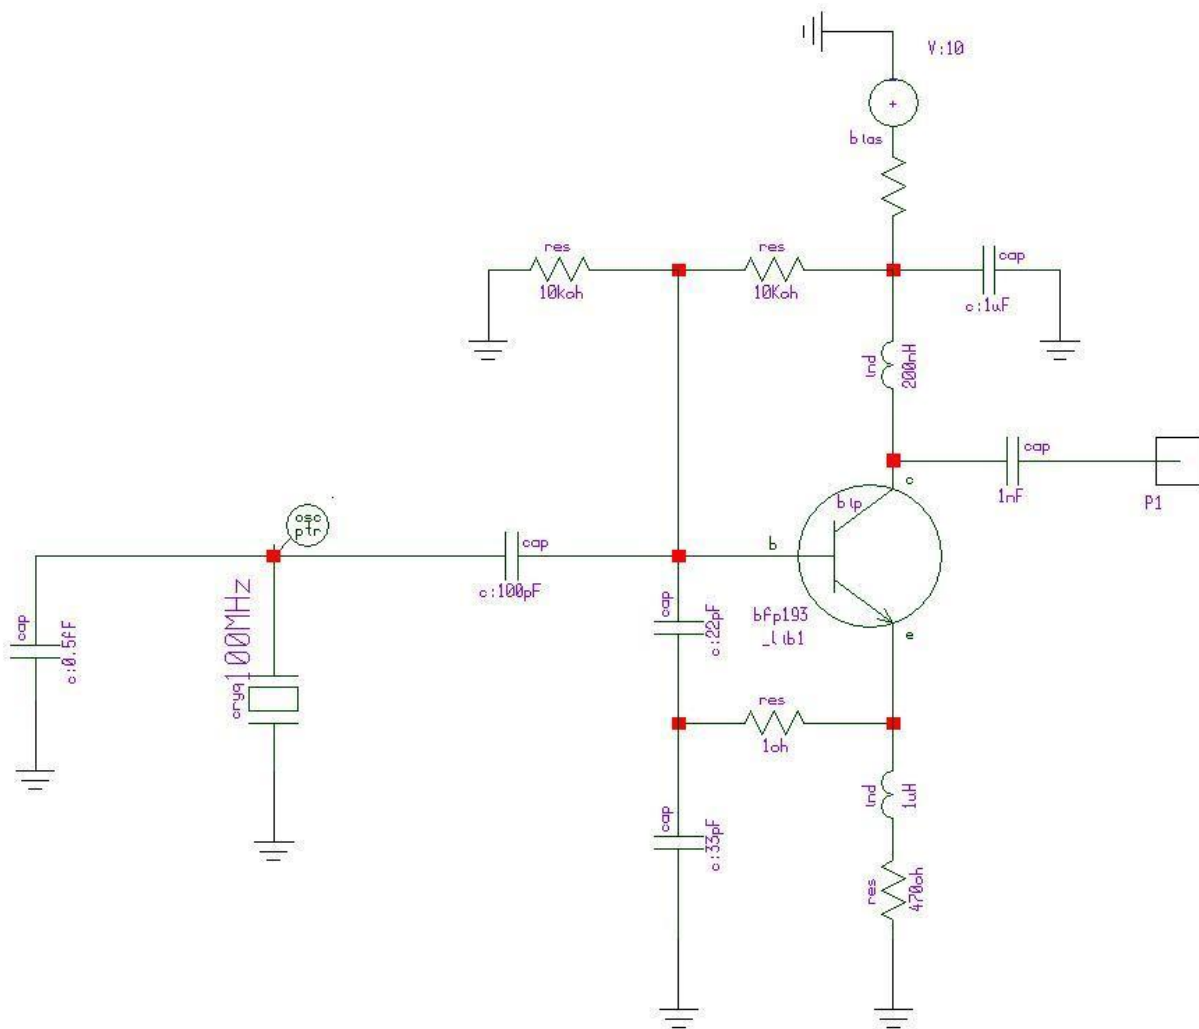 V:10
+
bias
res
res
cap
10Koh
10Koh
c:1uF
ind
200nH
cap
c
1nF
P1
bip
osc
ptr
cap
b
c:100pF
100MHz
cap
c:22pF
bfp193
_lib1
e
cap
c:0.5fF
cryq
res
1oh
ind
1uH
cap
c:33pF
res
470oh